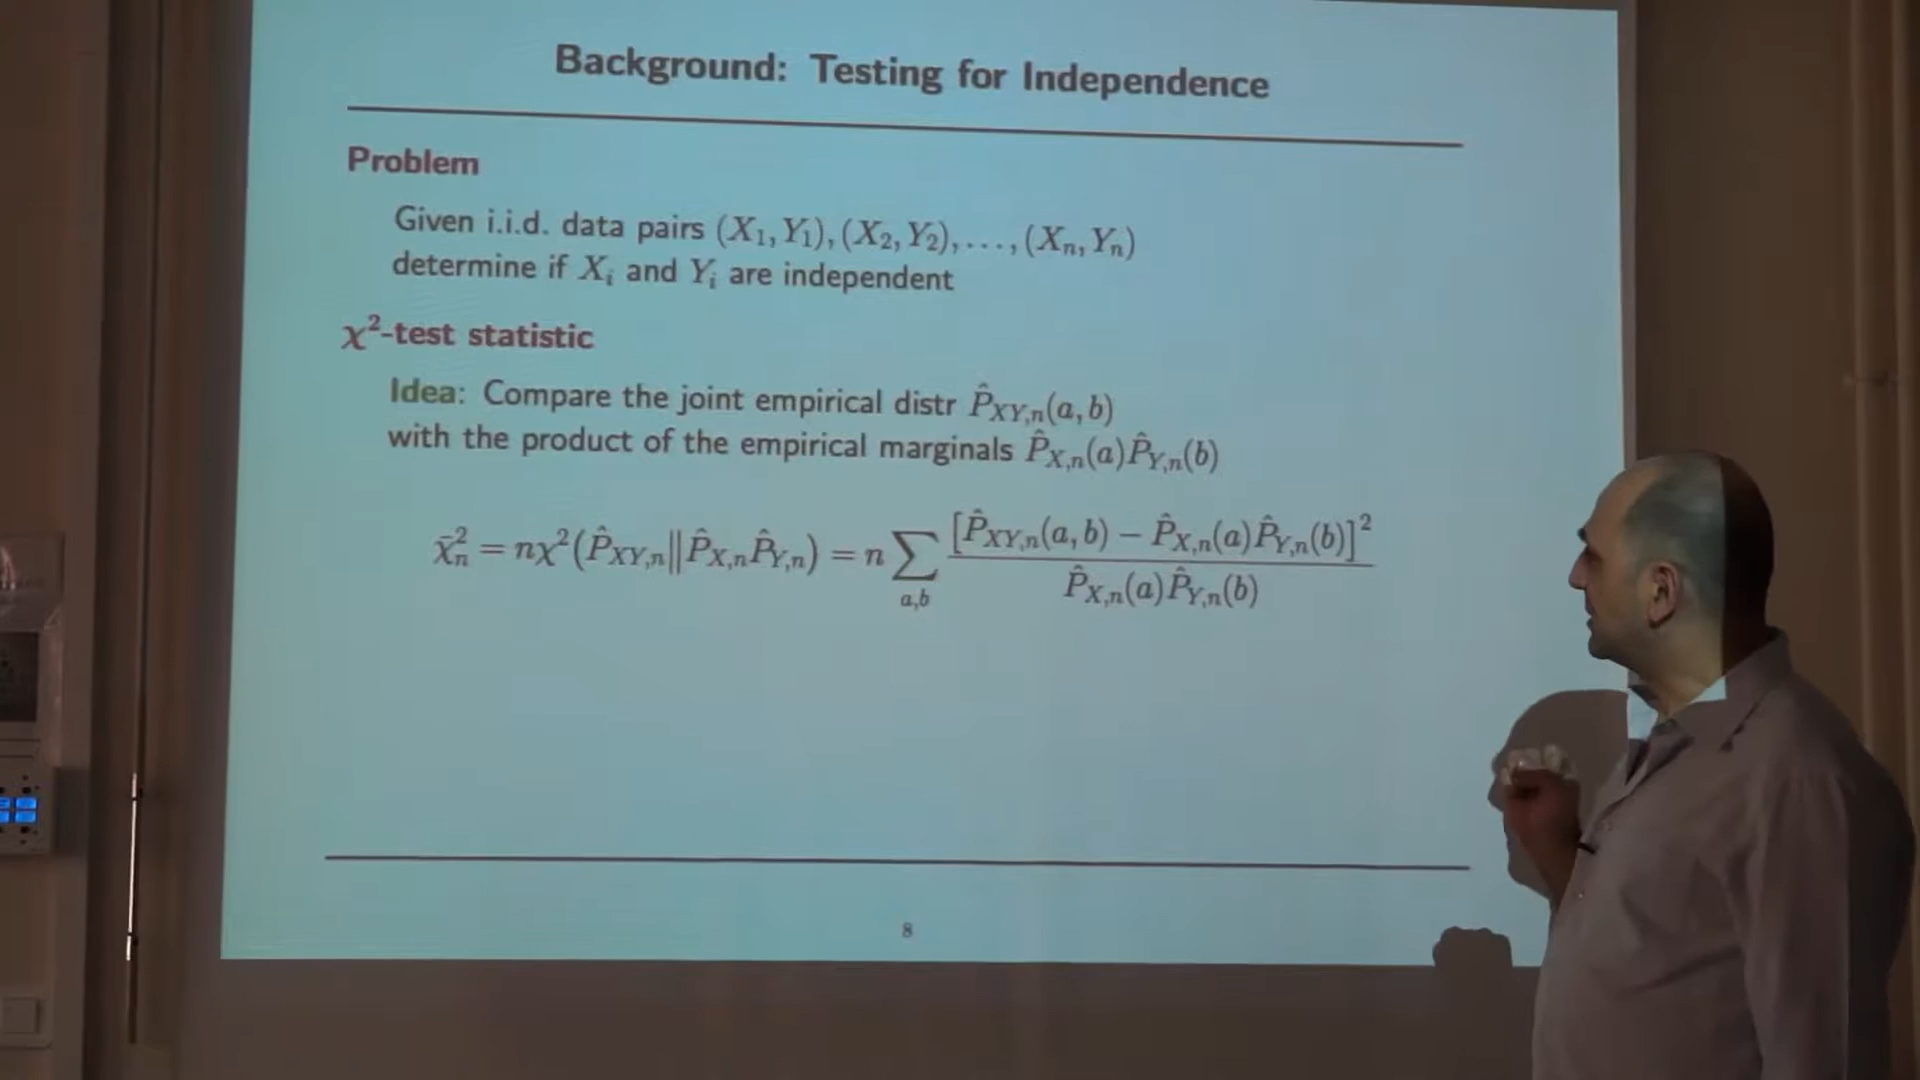 Background: Testing for Independence
Problem
Given i.i.d. data pairs (X₁, Y₁), (X₂, Y₂), . . . , (Xₙ, Yₙ)
determine if Xᵢ and Yᵢ are independent
χ²-test statistic
Idea: Compare the joint empirical distr P̂_{XY,n}(a, b)
with the product of the empirical marginals P̂_{X,n}(a)P̂_{Y,n}(b)
χ̄²ₙ = nχ²(P̂_{XY,n}‖P̂_{X,n}P̂_{Y,n}) = n ∑_{a,b} [P̂_{XY,n}(a, b) − P̂_{X,n}(a)P̂_{Y,n}(b)]² / P̂_{X,n}(a)P̂_{Y,n}(b)
8